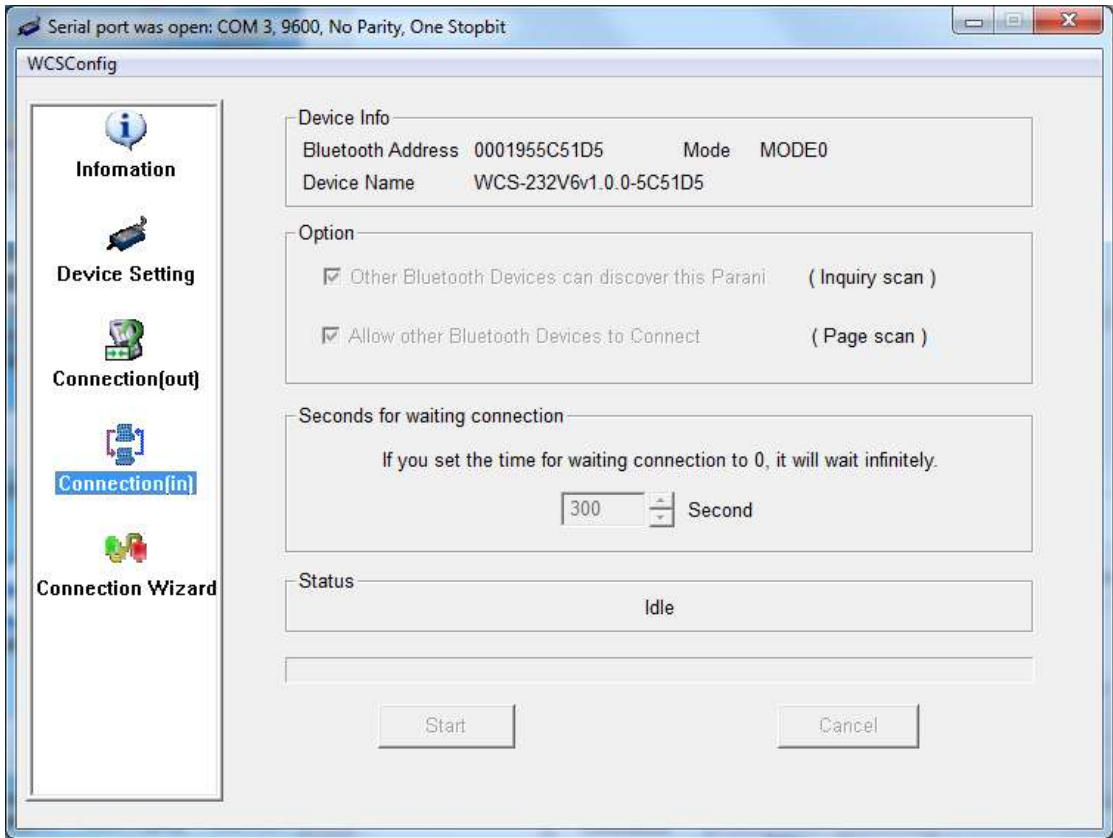 Serial port was open: COM 3, 9600, No Parity, One Stopbit
WCSConfig
Infomation
Device Setting
Connection(out)
Connection(in)
Connection Wizard
Device Info
Bluetooth Address 0001955C51D5 Mode MODE0
Device Name WCS-232V6v1.0.0-5C51D5
Option
Other Bluetooth Devices can discover this Parani ( Inquiry scan )
Allow other Bluetooth Devices to Connect ( Page scan )
Seconds for waiting connection
If you set the time for waiting connection to 0, it will wait infinitely.
300 Second
Status
Idle
Start Cancel